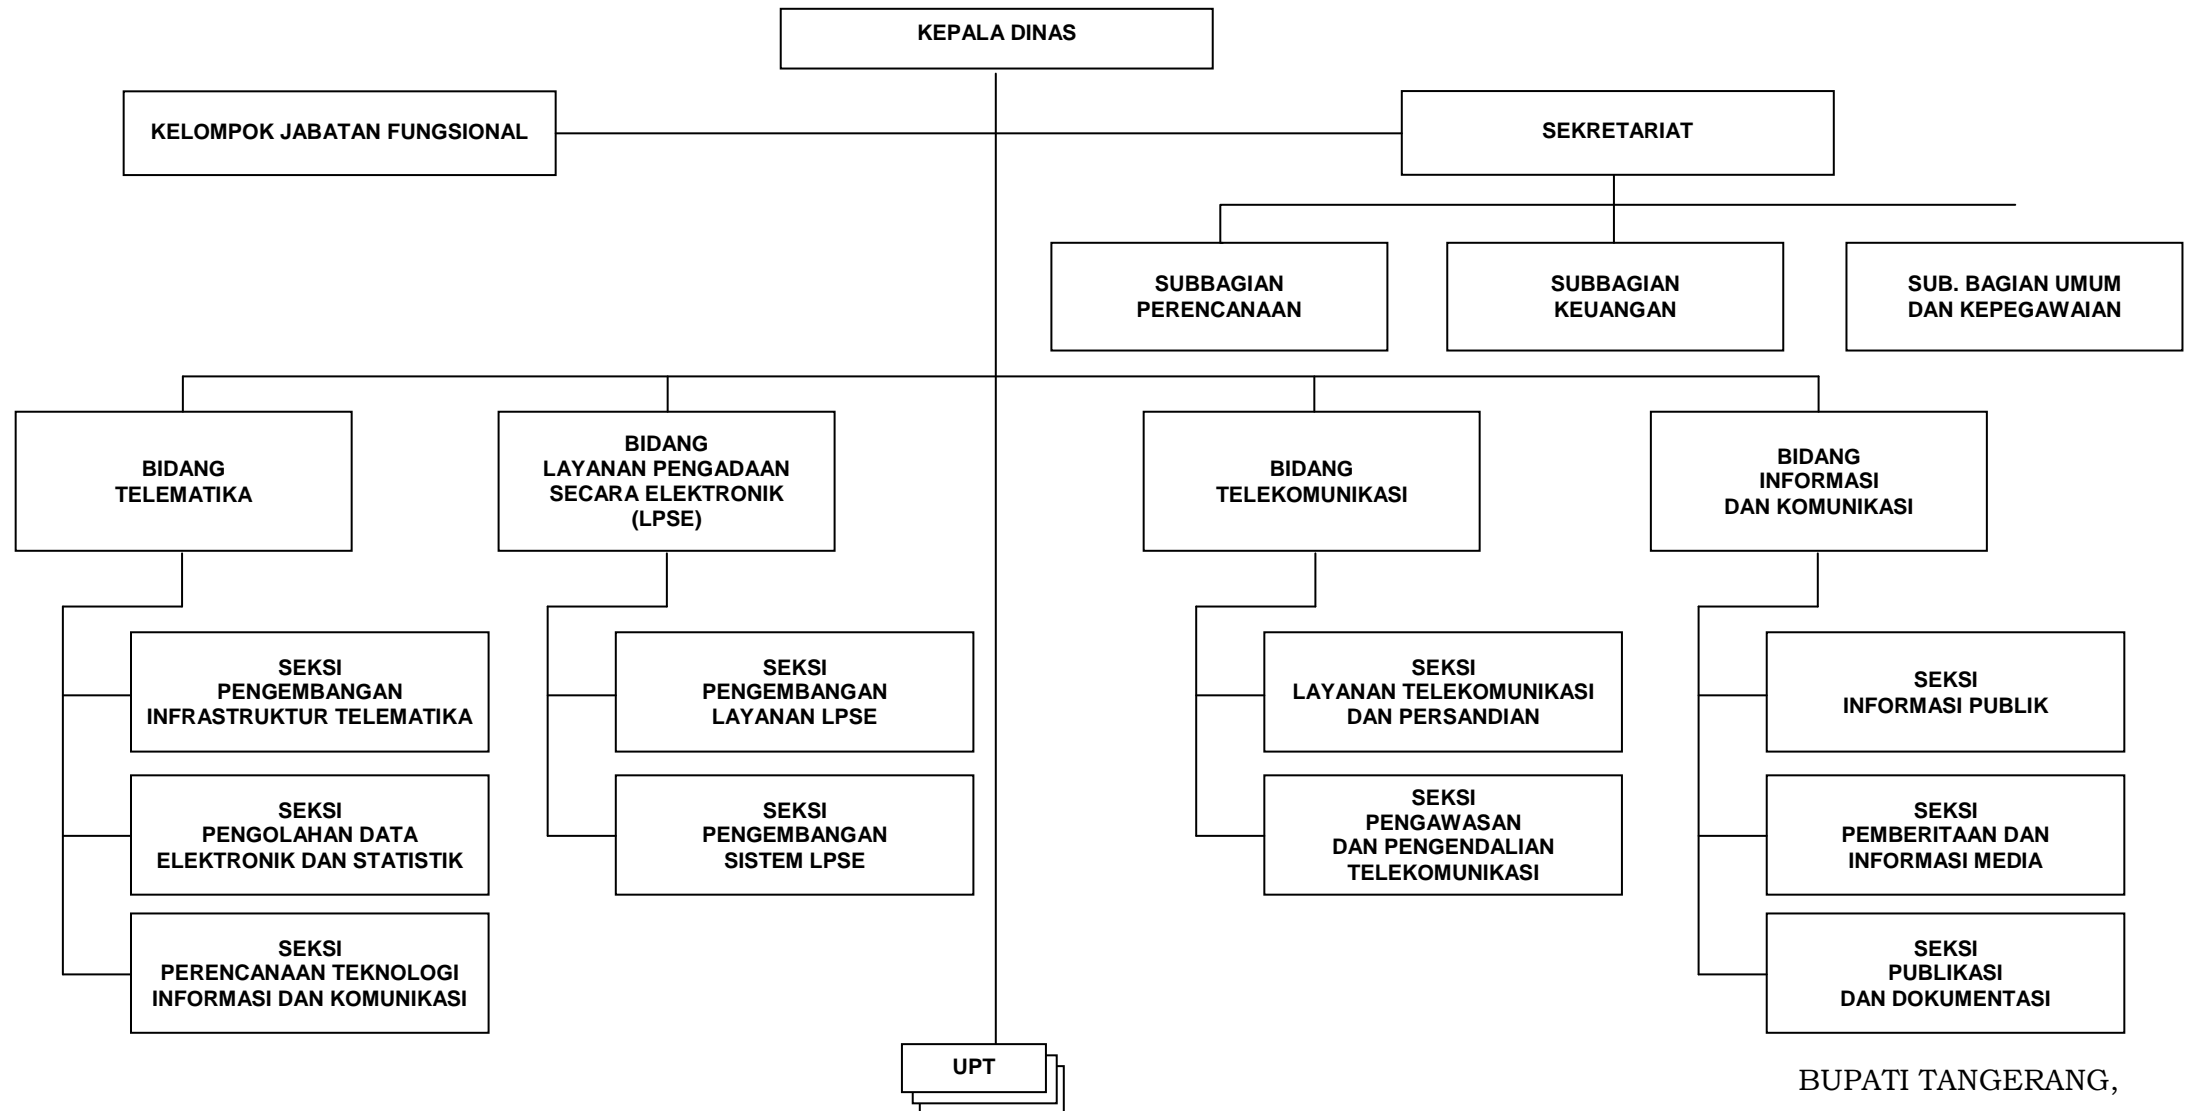 KEPALA DINAS
KELOMPOK JABATAN FUNGSIONAL
SEKRETARIAT
SUBBAGIAN
PERENCANAAN
SUBBAGIAN
KEUANGAN
SUB. BAGIAN UMUM
DAN KEPEGAWAIAN
BIDANG
TELEMATIKA
BIDANG
LAYANAN PENGADAAN
SECARA ELEKTRONIK
(LPSE)
BIDANG
TELEKOMUNIKASI
BIDANG
INFORMASI
DAN KOMUNIKASI
SEKSI
PENGEMBANGAN
INFRASTRUKTUR TELEMATIKA
SEKSI
PENGOLAHAN DATA
ELEKTRONIK DAN STATISTIK
SEKSI
PERENCANAAN TEKNOLOGI
INFORMASI DAN KOMUNIKASI
SEKSI
PENGEMBANGAN
LAYANAN LPSE
SEKSI
PENGEMBANGAN
SISTEM LPSE
SEKSI
LAYANAN TELEKOMUNIKASI
DAN PERSANDIAN
SEKSI
PENGAWASAN
DAN PENGENDALIAN
TELEKOMUNIKASI
SEKSI
INFORMASI PUBLIK
SEKSI
PEMBERITAAN DAN
INFORMASI MEDIA
SEKSI
PUBLIKASI
DAN DOKUMENTASI
UPT
BUPATI TANGERANG,